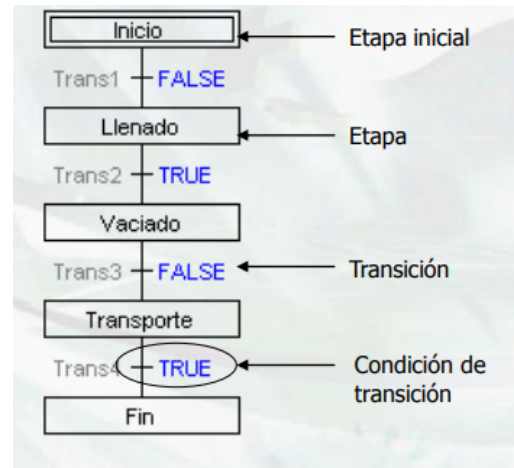 Inicio
Etapa inicial
Trans1 FALSE
Llenado
Etapa
Trans2 TRUE
Vaciado
Trans3 FALSE
Transición
Transporte
Trans4 TRUE
Condición de
transición
Fin